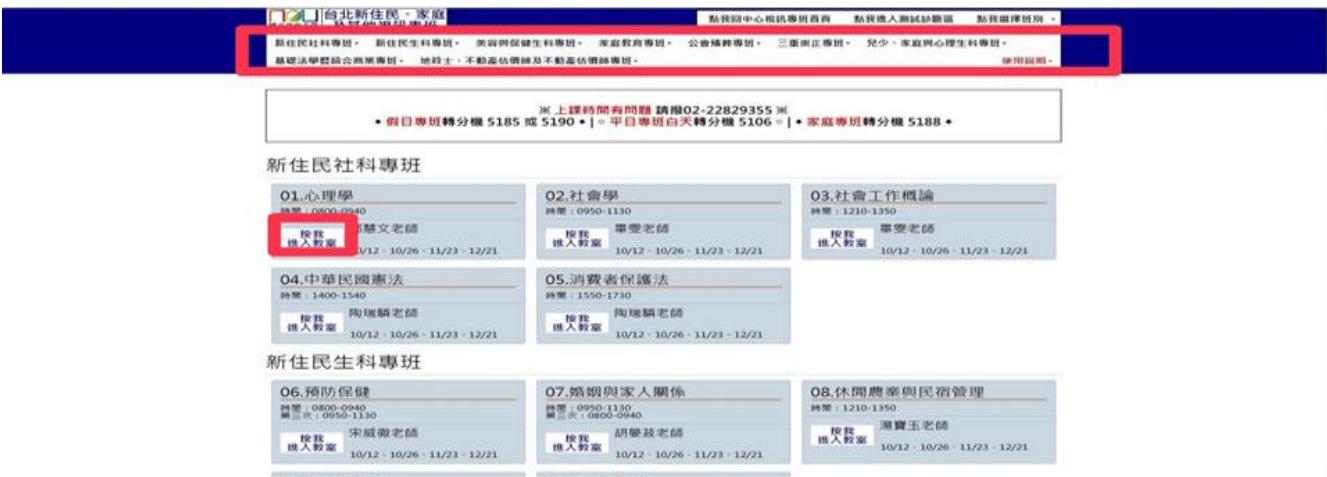 台北新住民、家庭
點我回中心視訊專班首頁 點我進入測試診斷區 點我選擇班別
新住民社科專班 新住民生科專班 美容與保健生科專班 家庭教育專班 公會殯葬專班 三重崇正專班 兒少、家庭與心理生科專班
基礎法學暨綜合商業專班 地政士、不動產估價師及不動產估價師專班 使用說明
※ 上課時間有問題 請撥02-22829355 ※
• 假日專班轉分機 5185 或 5190 • | ◦ 平日專班白天轉分機 5106 ◦ | • 家庭專班轉分機 5188 •
新住民社科專班
01.心理學
時間：0800-0940
按我
進入教室
慧文老師
10/12、10/26、11/23、12/21
02.社會學
時間：0950-1130
按我
進入教室
畢雯老師
10/12、10/26、11/23、12/21
03.社會工作概論
時間：1210-1350
按我
進入教室
畢雯老師
10/12、10/26、11/23、12/21
04.中華民國憲法
時間：1400-1540
按我
進入教室
陶瑞驎老師
10/12、10/26、11/23、12/21
05.消費者保護法
時間：1550-1730
按我
進入教室
陶瑞驎老師
10/12、10/26、11/23、12/21
新住民生科專班
06.預防保健
時間：0800-0940
第三次：0950-1130
按我
進入教室
宋威徹老師
10/12、10/26、11/23、12/21
07.婚姻與家人關係
時間：0950-1130
第三次：0800-0940
按我
進入教室
老師
10/12、10/26、11/23、12/21
08.休閒農業與民宿管理
時間：1210-1350
按我
進入教室
湯寶玉老師
10/12、10/26、11/23、12/21